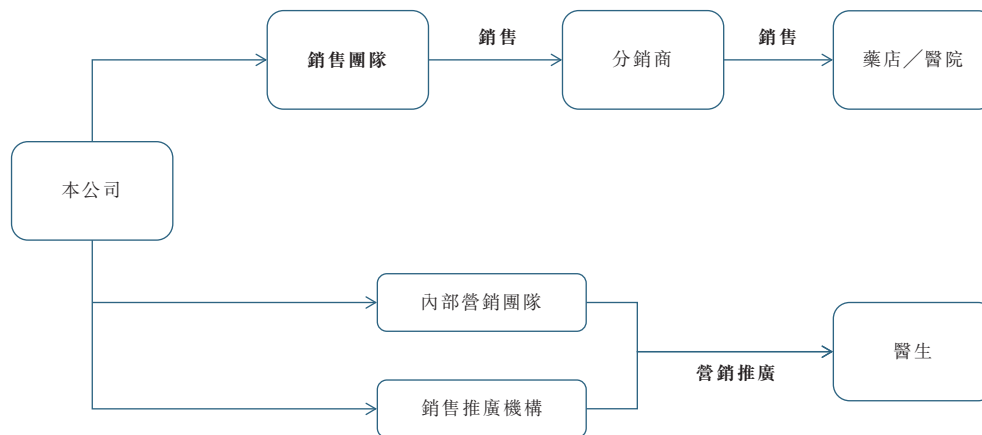 銷售團隊
銷售
分銷商
銷售
藥店╱醫院
本公司
內部營銷團隊
銷售推廣機構
營銷推廣
醫生